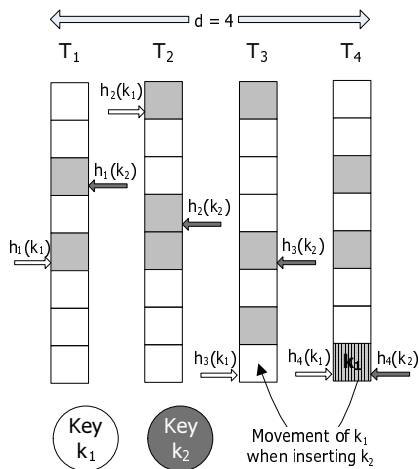 d = 4
T1 T2 T3 T4
h2(k1)
h1(k2)
h2(k2)
h1(k1)
h3(k2)
h3(k1)
h4(k1)
k1
h4(k2)
Key
k1
Key
k2
Movement of k1
when inserting k2